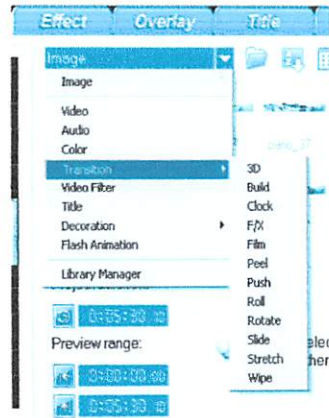 Effect Overlay Title
Image
Image
Video
Audio
Color
Transition
Video Filter
Title
Decoration
Flash Animation
Library Manager
3D
Build
Clock
F/X
Film
Peel
Push
Roll
Rotate
Slide
Stretch
Wipe
Preview range: